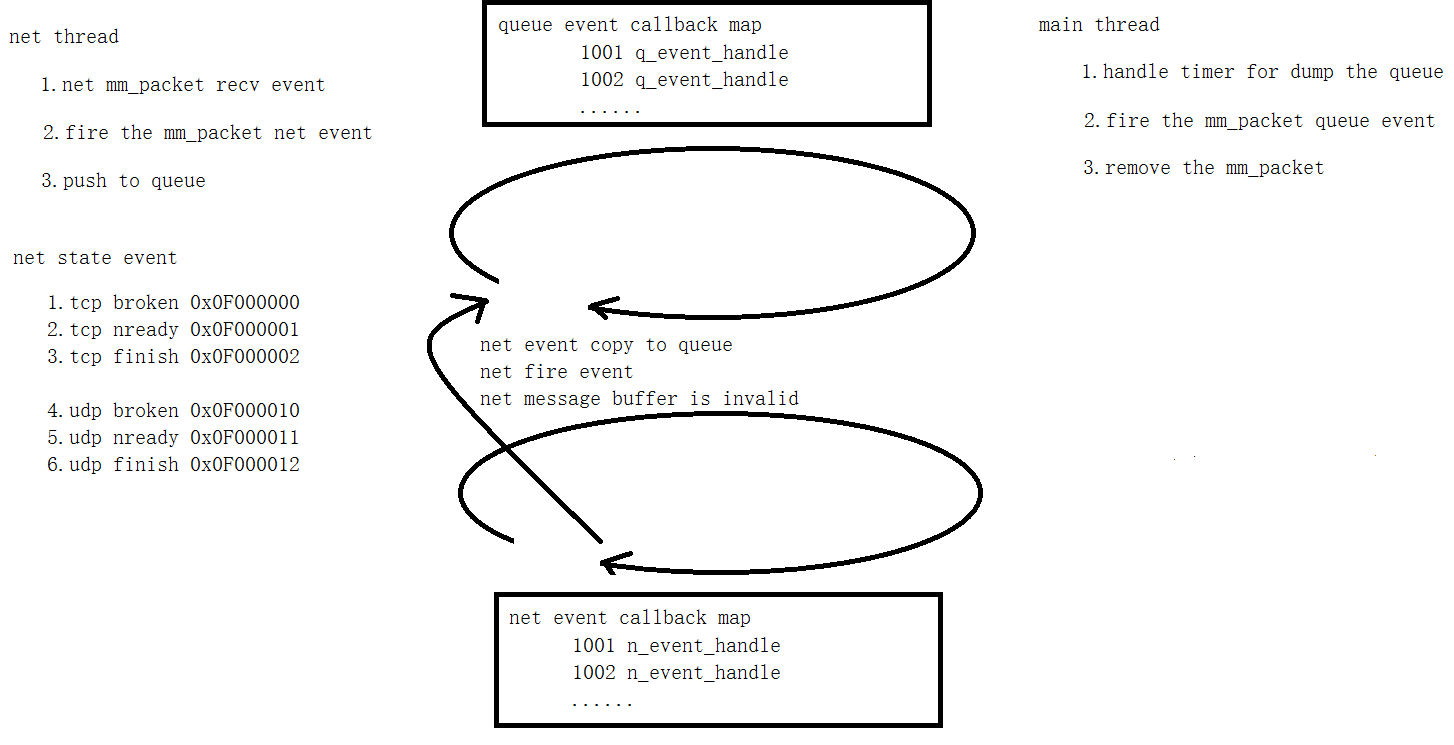 net thread
1.net mm_packet recv event
2.fire the mm_packet net event
3.push to queue
net state event
1.tcp broken 0x0F000000
2.tcp nready 0x0F000001
3.tcp finish 0x0F000002
4.udp broken 0x0F000010
5.udp nready 0x0F000011
6.udp finish 0x0F000012
queue event callback map
1001 q_event_handle
1002 q_event_handle
......
net event copy to queue
net fire event
net message buffer is invalid
net event callback map
1001 n_event_handle
1002 n_event_handle
......
main thread
1.handle timer for dump the queue
2.fire the mm_packet queue event
3.remove the mm_packet